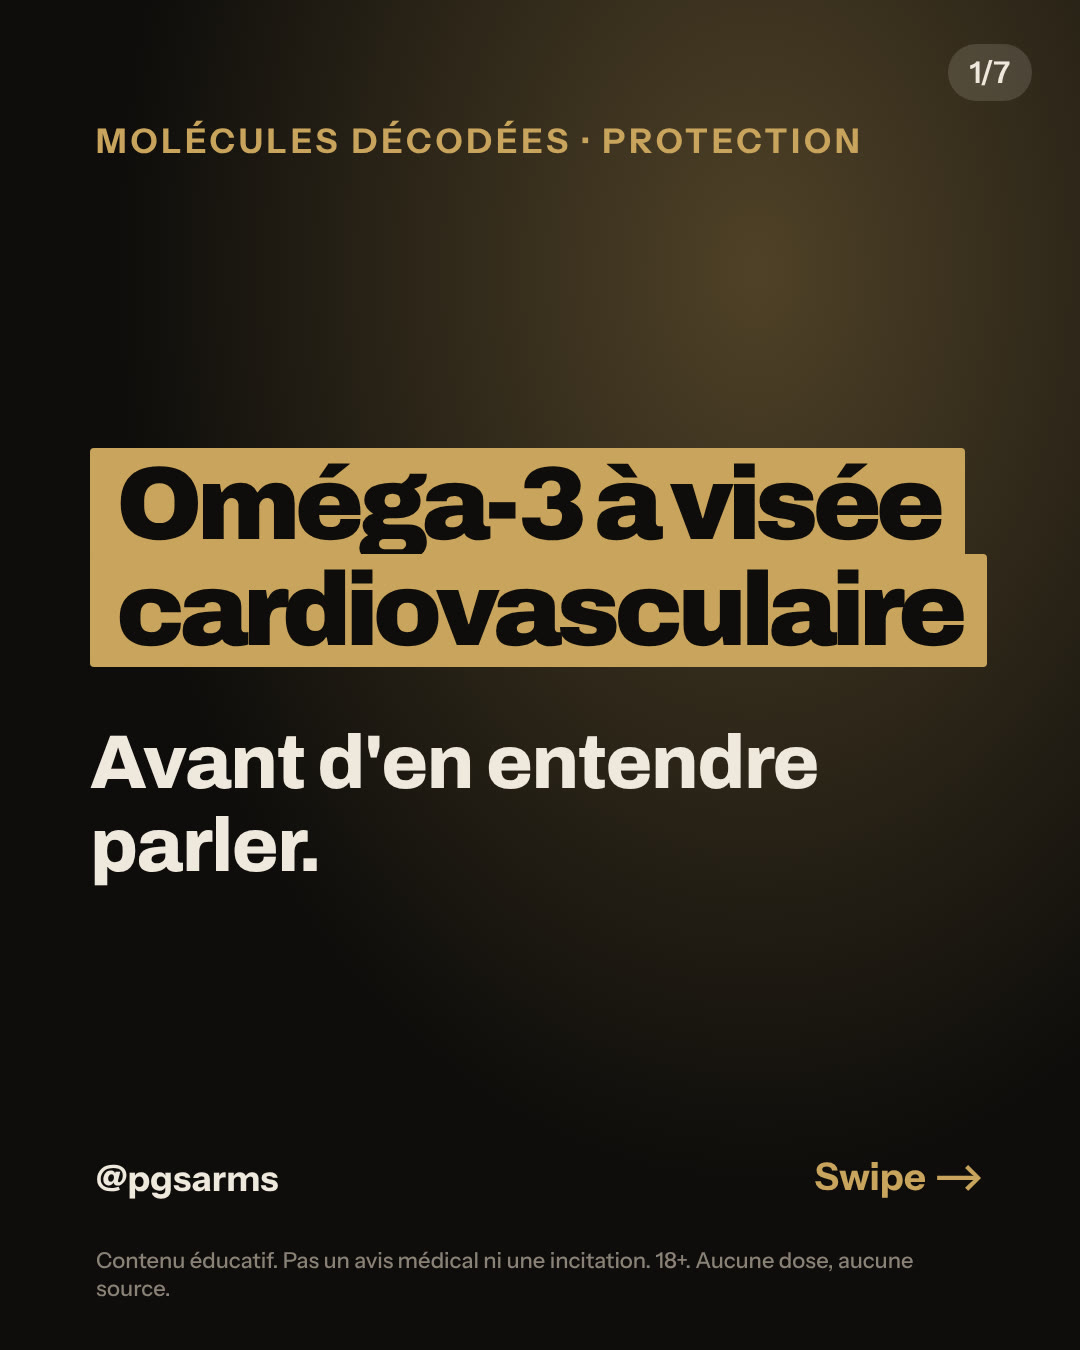 1/7
MOLÉCULES DÉCODÉES · PROTECTION
Oméga-3 à visée
cardiovasculaire
Avant d'en entendre
parler.
@pgsarms
Swipe →
Contenu éducatif. Pas un avis médical ni une incitation. 18+. Aucune dose, aucune
source.